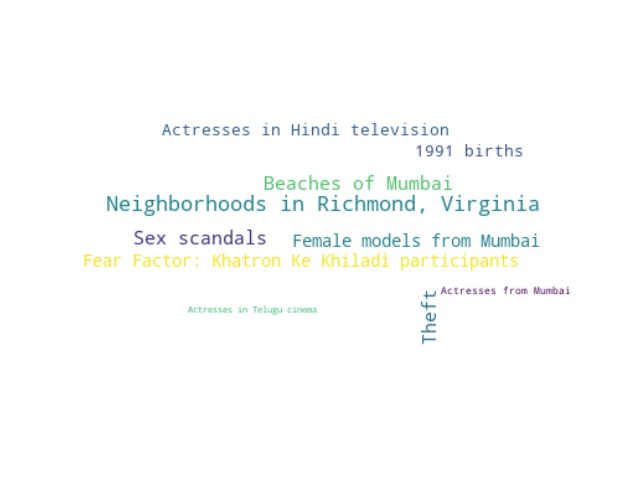 Actresses in Hindi television
1991 births
Beaches of Mumbai
Neighborhoods in Richmond, Virginia
Sex scandals
Female models from Mumbai
Fear Factor: Khatron Ke Khiladi participants
Theft
Actresses from Mumbai
Actresses in Telugu cinema